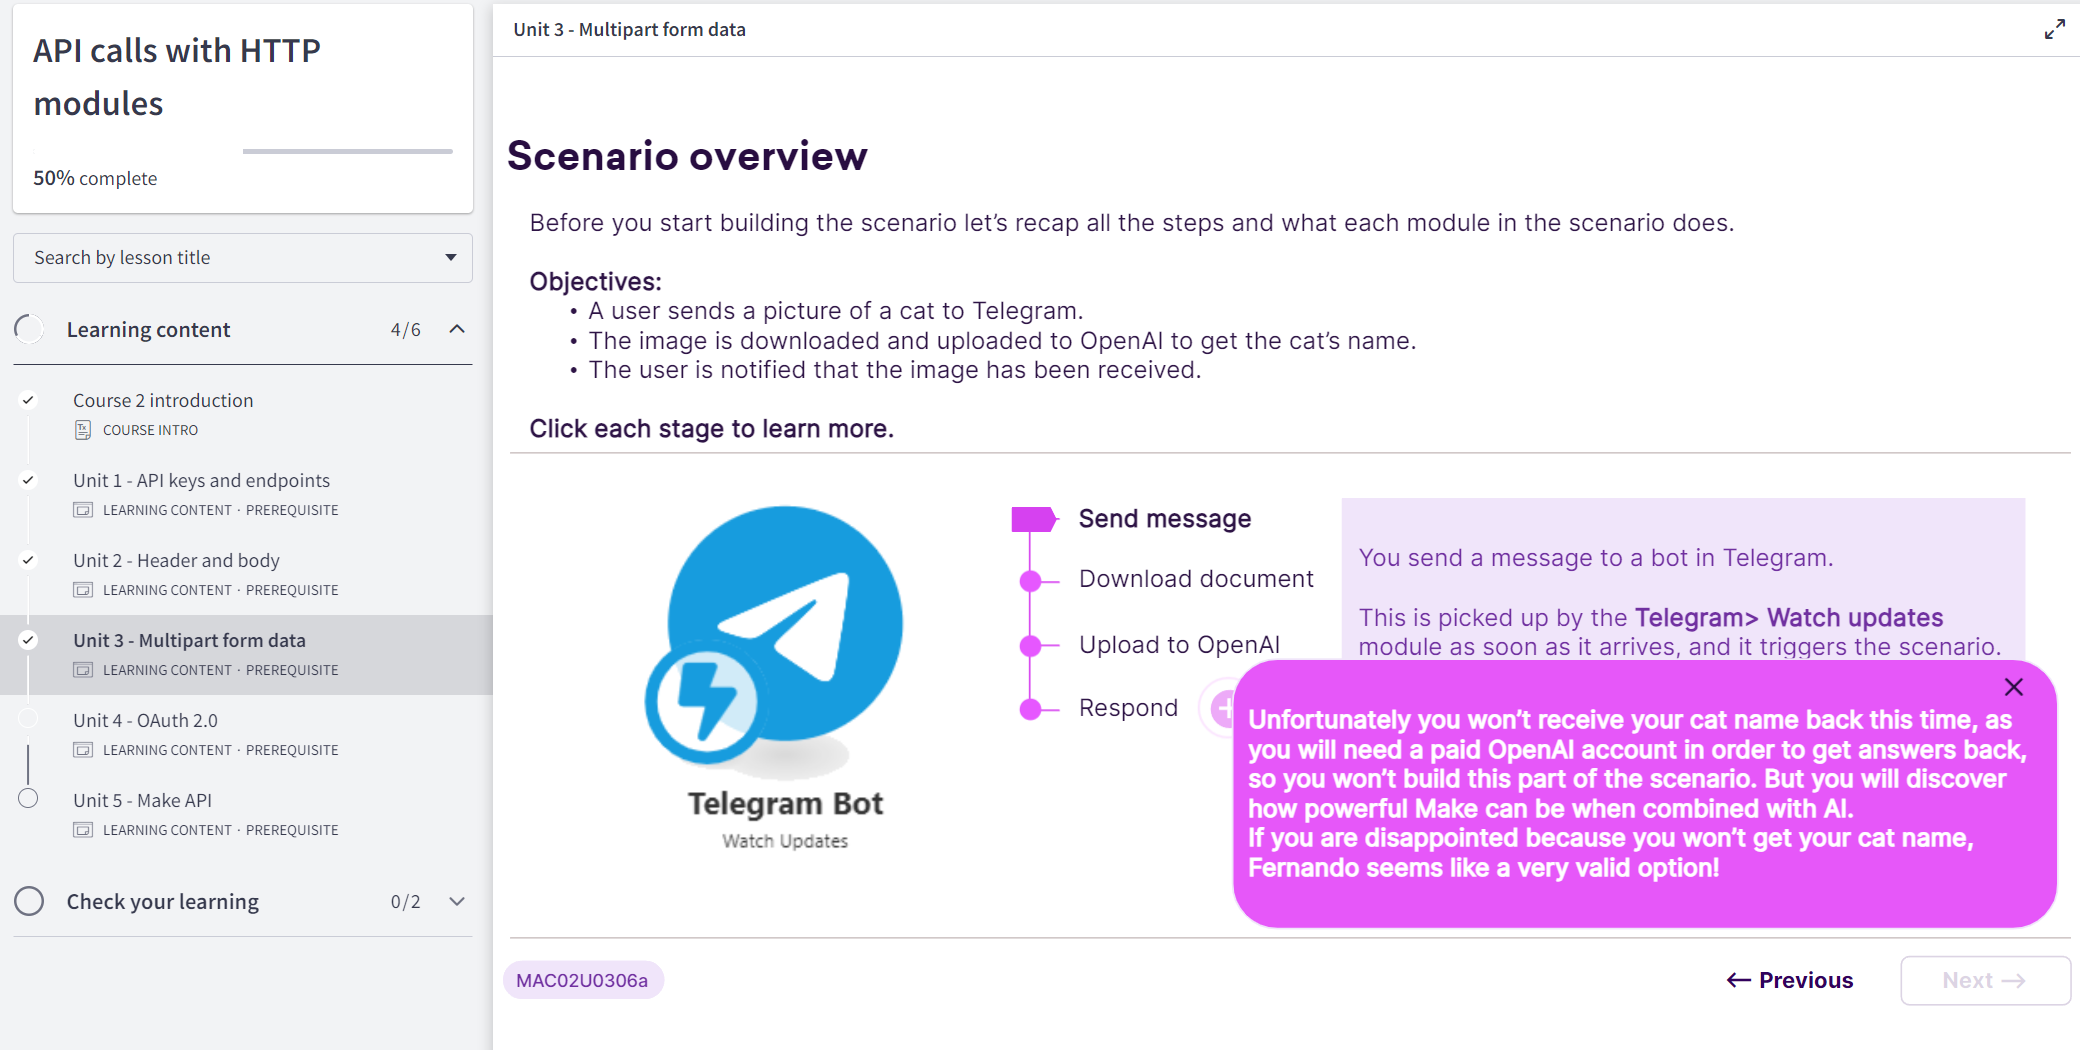 API calls with HTTP
modules
50% complete
Search by lesson title
Learning content 4/6
Course 2 introduction
Tx COURSE INTRO
Unit 1 - API keys and endpoints
LEARNING CONTENT · PREREQUISITE
Unit 2 - Header and body
LEARNING CONTENT · PREREQUISITE
Unit 3 - Multipart form data
LEARNING CONTENT · PREREQUISITE
Unit 4 - OAuth 2.0
LEARNING CONTENT · PREREQUISITE
Unit 5 - Make API
LEARNING CONTENT · PREREQUISITE
Check your learning 0/2
Unit 3 - Multipart form data
Scenario overview
Before you start building the scenario let’s recap all the steps and what each module in the scenario does.
Objectives:
• A user sends a picture of a cat to Telegram.
• The image is downloaded and uploaded to OpenAI to get the cat’s name.
• The user is notified that the image has been received.
Click each stage to learn more.
Telegram Bot
Watch Updates
Send message
Download document
Upload to OpenAI
Respond
You send a message to a bot in Telegram.
This is picked up by the Telegram> Watch updates
module as soon as it arrives, and it triggers the scenario.
Unfortunately you won’t receive your cat name back this time, as
you will need a paid OpenAI account in order to get answers back,
so you won’t build this part of the scenario. But you will discover
how powerful Make can be when combined with AI.
If you are disappointed because you won’t get your cat name,
Fernando seems like a very valid option!
MAC02U0306a
← Previous
Next →